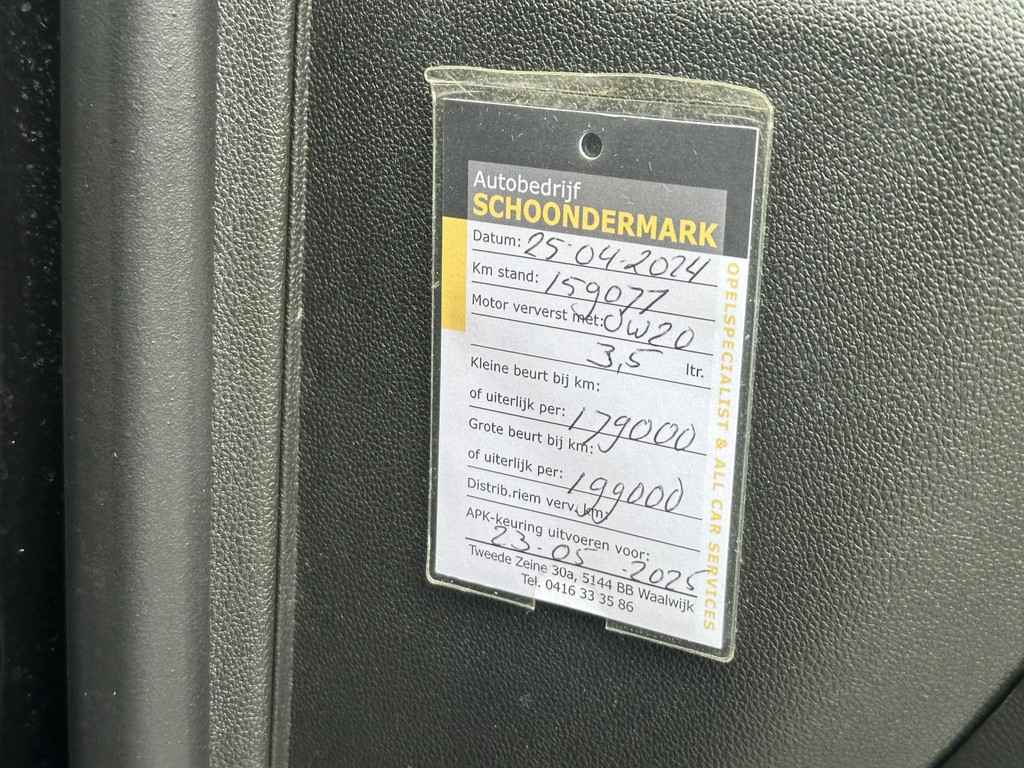 Autobedrijf
SCHOONDERMARK
Datum: 25-04-2024
Km stand: 159077
Motor ververst met: 0W20
3,5 ltr.
Kleine beurt bij km:
of uiterlijk per: 179000
Grote beurt bij km:
of uiterlijk per: 199000
Distrib.riem verv. km:
APK-keuring uitvoeren voor:
23-05-2025
Tweede Zeine 30a, 5144 BB Waalwijk
Tel. 0416 33 35 86
OPELSPECIALIST & ALL CAR SERVICES